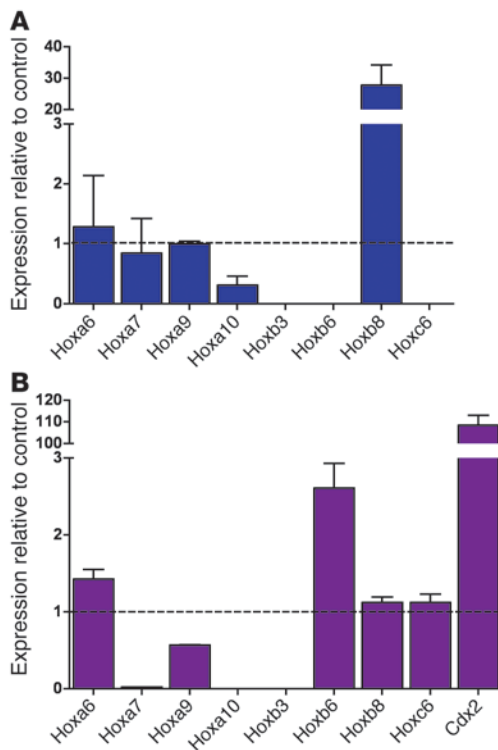 A
Expression relative to control
40
30
20
3
2
1
0
Hoxa6 Hoxa7 Hoxa9 Hoxa10 Hoxb3 Hoxb6 Hoxb8 Hoxc6
B
Expression relative to control
120
110
100
3
2
1
0
Hoxa6 Hoxa7 Hoxa9 Hoxa10 Hoxb3 Hoxb6 Hoxb8 Hoxc6 Cdx2